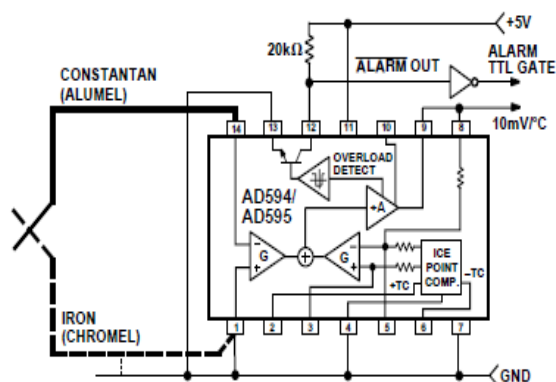 +5V
20kΩ
ALARM OUT
ALARM
TTL GATE
CONSTANTAN
(ALUMEL)
10mV/°C
14
13
12
11
10
9
8
OVERLOAD
DETECT
AD594/
AD595
+A
–
+
G
+
–
+
G
ICE
POINT
COMP.
+TC
–TC
IRON
(CHROMEL)
1
2
3
4
5
6
7
GND